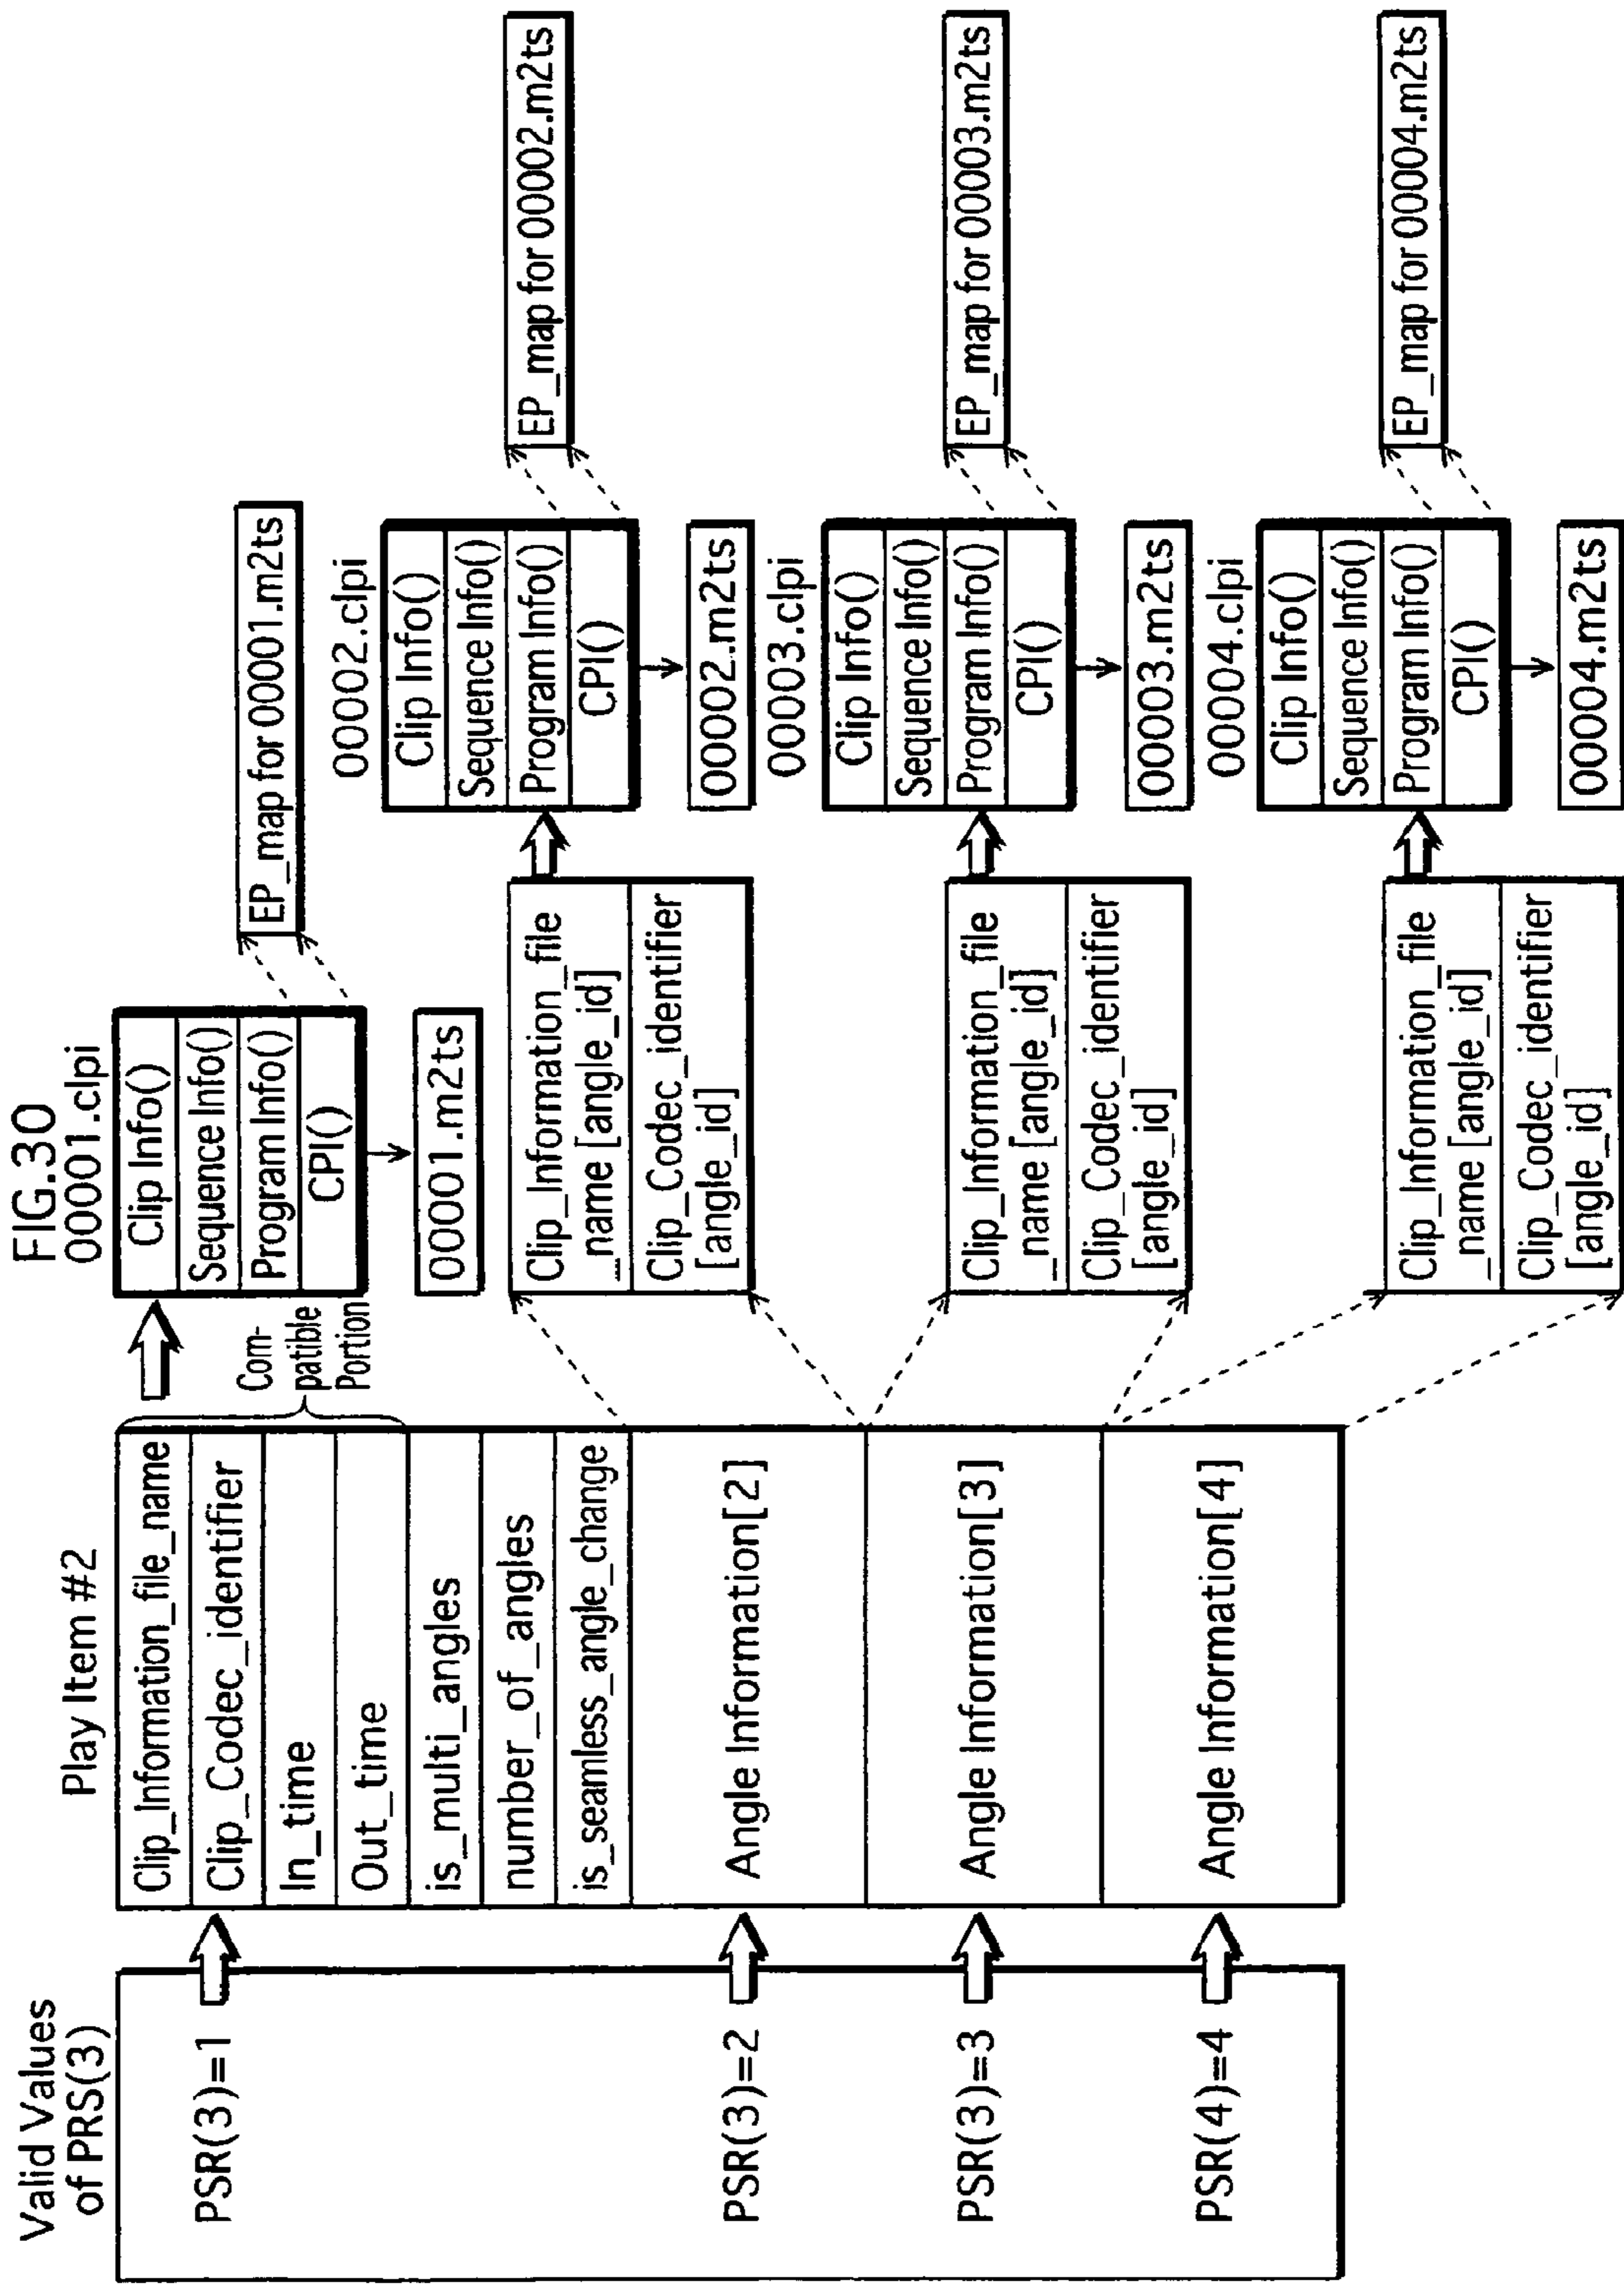 FIG.30
Valid Values
of PRS(3)
PSR(3)=1
PSR(3)=2
PSR(3)=3
PSR(4)=4
Play Item #2
Clip_Information_file_name
Clip_Codec_identifier
In_time
Out_time
is_multi_angles
number_of_angles
is_seamless_angle_change
Angle Information[2]
Angle Information[3]
Angle Information[4]
Com-
patible
Portion
00001.clpi
Clip Info()
Sequence Info()
Program Info()
CPI()
00001.m2ts
EP_map for 00001.m2ts
Clip_Information_file
_name [angle_id]
Clip_Codec_identifier
[angle_id]
00002.clpi
Clip Info()
Sequence Info()
Program Info()
CPI()
00002.m2ts
EP_map for 00002.m2ts
Clip_Information_file
_name [angle_id]
Clip_Codec_identifier
[angle_id]
00003.clpi
Clip Info()
Sequence Info()
Program Info()
CPI()
00003.m2ts
EP_map for 00003.m2ts
Clip_Information_file
_name [angle_id]
Clip_Codec_identifier
[angle_id]
00004.clpi
Clip Info()
Sequence Info()
Program Info()
CPI()
00004.m2ts
EP_map for 00004.m2ts